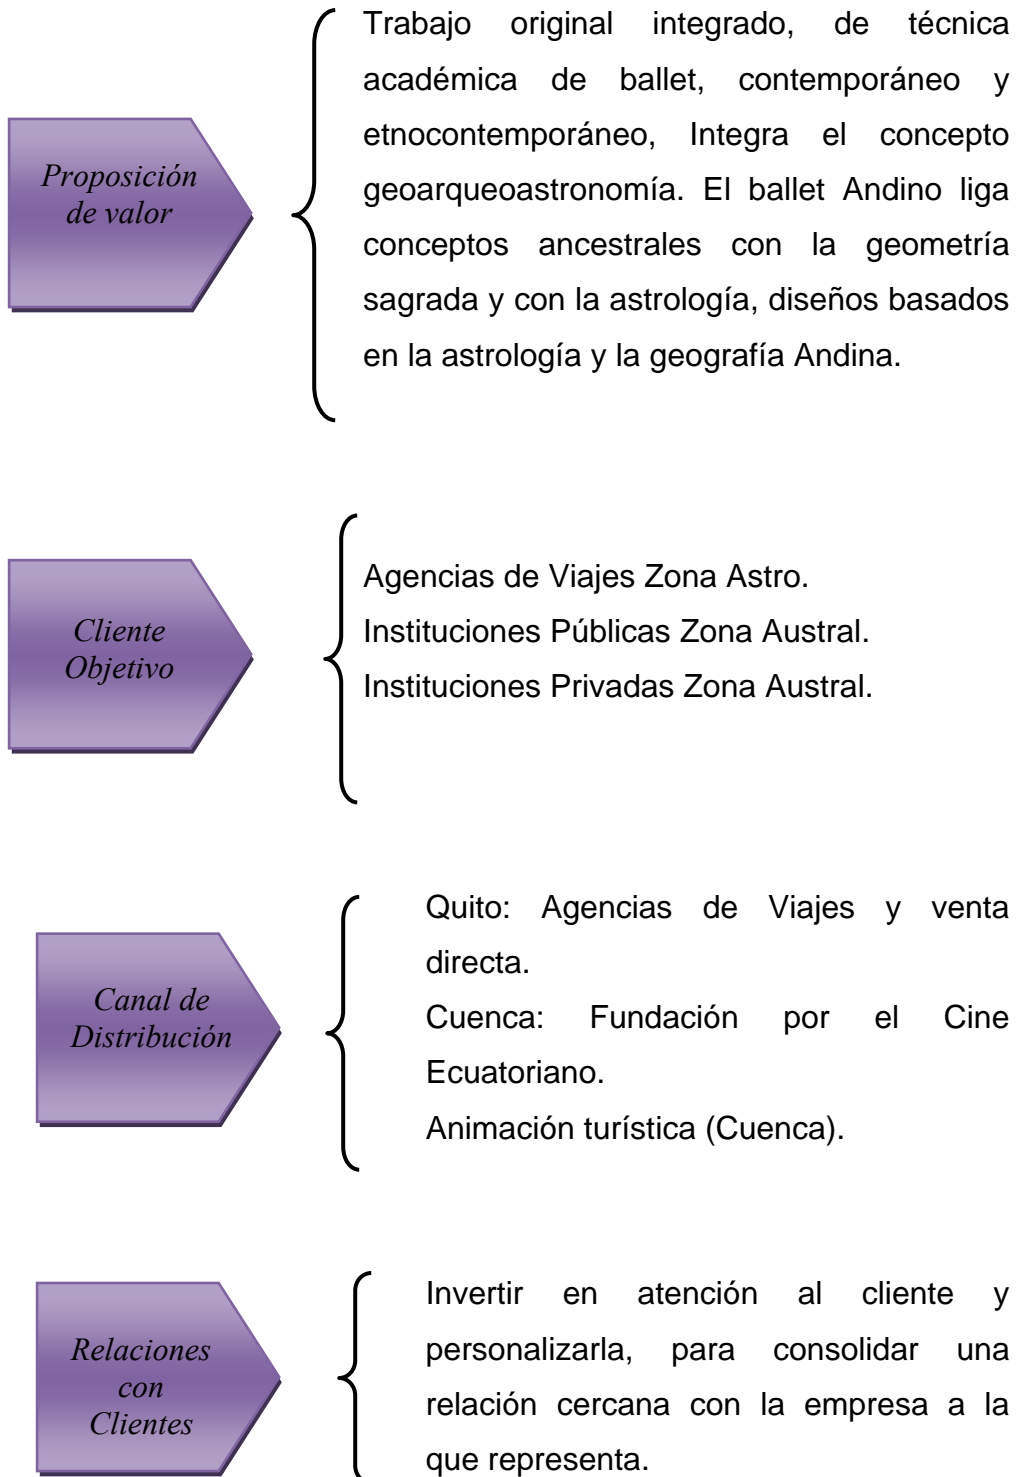 Proposición
de valor
Trabajo original integrado, de técnica
académica de ballet, contemporáneo y
etnocontemporáneo, Integra el concepto
geoarqueoastronomía. El ballet Andino liga
conceptos ancestrales con la geometría
sagrada y con la astrología, diseños basados
en la astrología y la geografía Andina.
Cliente
Objetivo
Agencias de Viajes Zona Astro.
Instituciones Públicas Zona Austral.
Instituciones Privadas Zona Austral.
Canal de
Distribución
Quito: Agencias de Viajes y venta
directa.
Cuenca: Fundación por el Cine
Ecuatoriano.
Animación turística (Cuenca).
Relaciones
con
Clientes
Invertir en atención al cliente y
personalizarla, para consolidar una
relación cercana con la empresa a la
que representa.